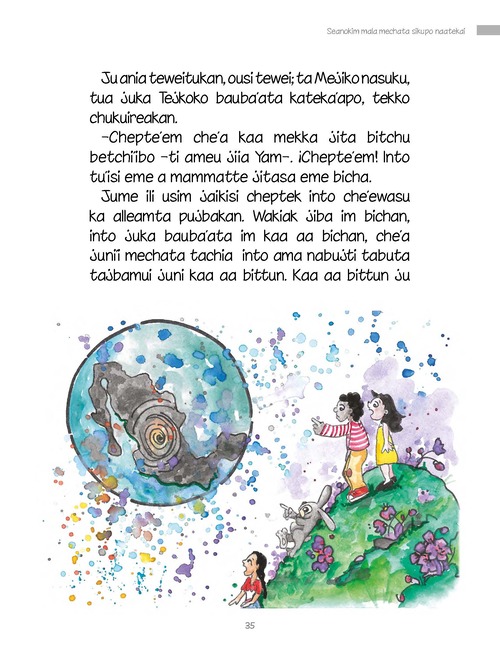 Seanokim mala mechata sikupo naatekai
Ju ania teweitukan, ousi tewei; ta Mejiko nasuku,
tua juka Tejkoko bauba'ata kateka'apo, tekko
chukuireakan.
–Chepte'em che'a kaa mekka jita bitchu
betchiibo –ti ameu jiia Yam–. ¡Chepte'em! Into
tu'isi eme a mammatte jitasa eme bicha.
Jume ili usim jaikisi cheptek into che'ewasu
ka alleamta pujbakan. Wakiak jiba im bichan,
into juka bauba'ata im kaa aa bichan, che'a
junii mechata tachia into ama nabujti tabuta
tajbamui juni kaa aa bittun. Kaa aa bittun ju
35